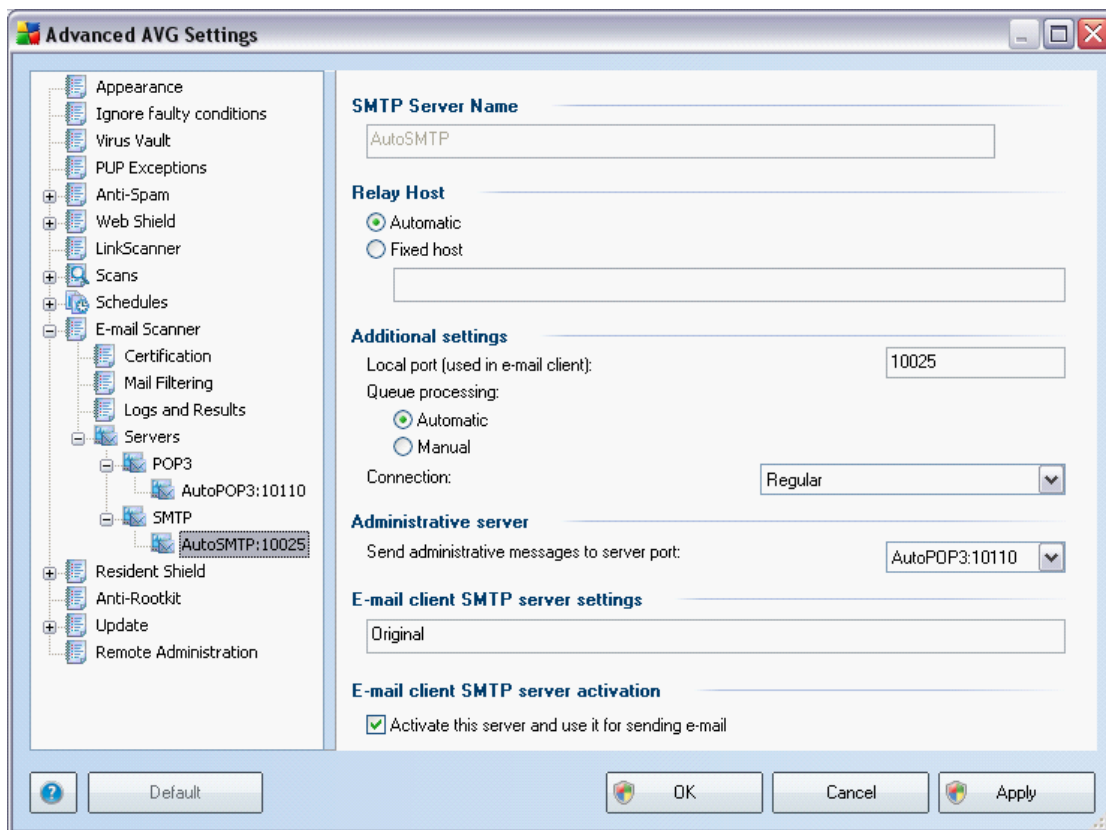 Advanced AVG Settings
Appearance
Ignore faulty conditions
Virus Vault
PUP Exceptions
Anti-Spam
Web Shield
LinkScanner
Scans
Schedules
E-mail Scanner
Certification
Mail Filtering
Logs and Results
Servers
POP3
AutoPOP3:10110
SMTP
AutoSMTP:10025
Resident Shield
Anti-Rootkit
Update
Remote Administration
SMTP Server Name
AutoSMTP
Relay Host
Automatic
Fixed host
Additional settings
Local port (used in e-mail client): 10025
Queue processing:
Automatic
Manual
Connection: Regular
Administrative server
Send administrative messages to server port: AutoPOP3:10110
E-mail client SMTP server settings
Original
E-mail client SMTP server activation
Activate this server and use it for sending e-mail
? Default OK Cancel Apply